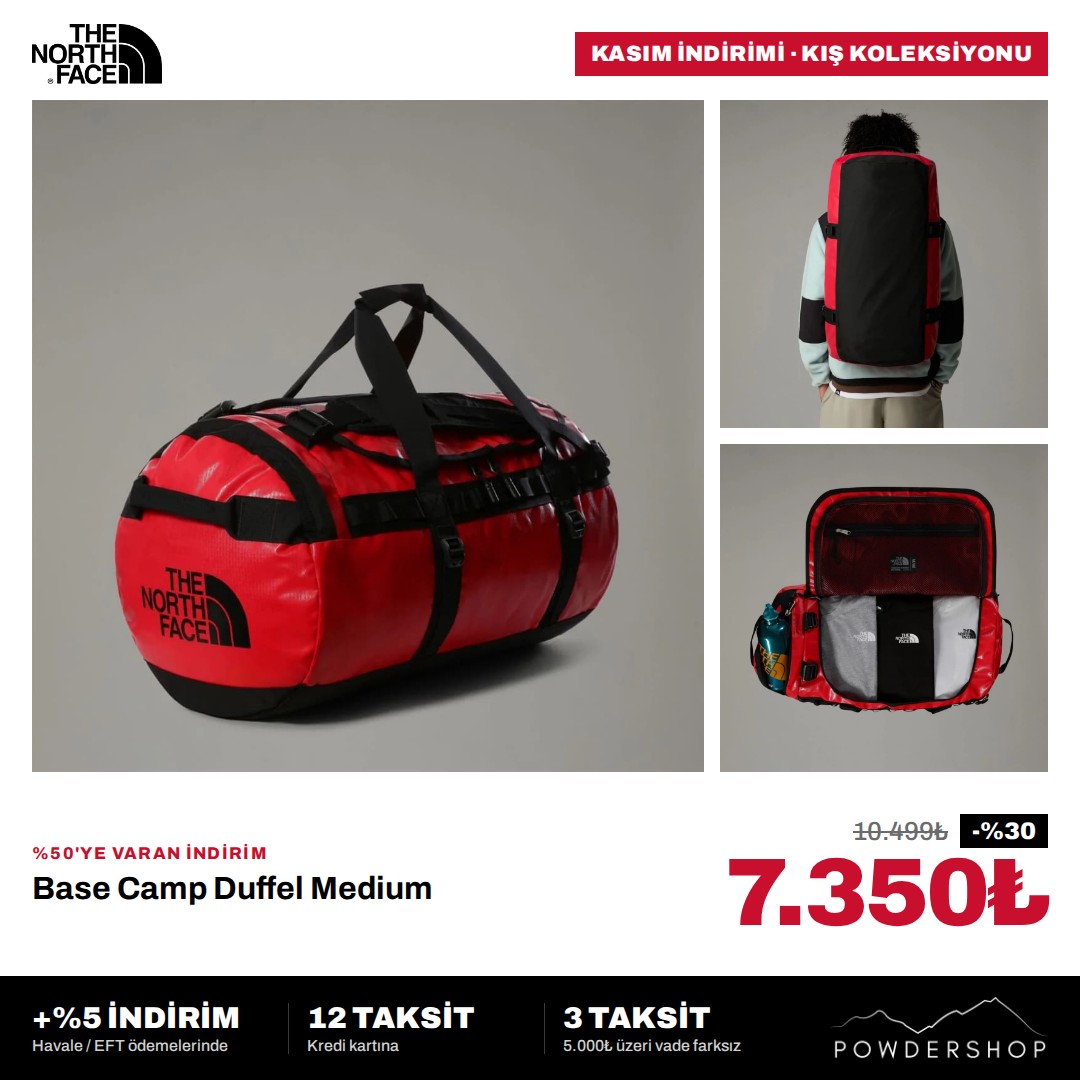 THE
NORTH
FACE
KASIM İNDİRİMİ · KIŞ KOLEKSİYONU
THE
NORTH
FACE
%50'YE VARAN İNDİRİM
Base Camp Duffel Medium
10.499₺ -%30
7.350₺
+%5 İNDİRİM
Havale / EFT ödemelerinde
12 TAKSİT
Kredi kartına
3 TAKSİT
5.000₺ üzeri vade farksız
POWDERSHOP